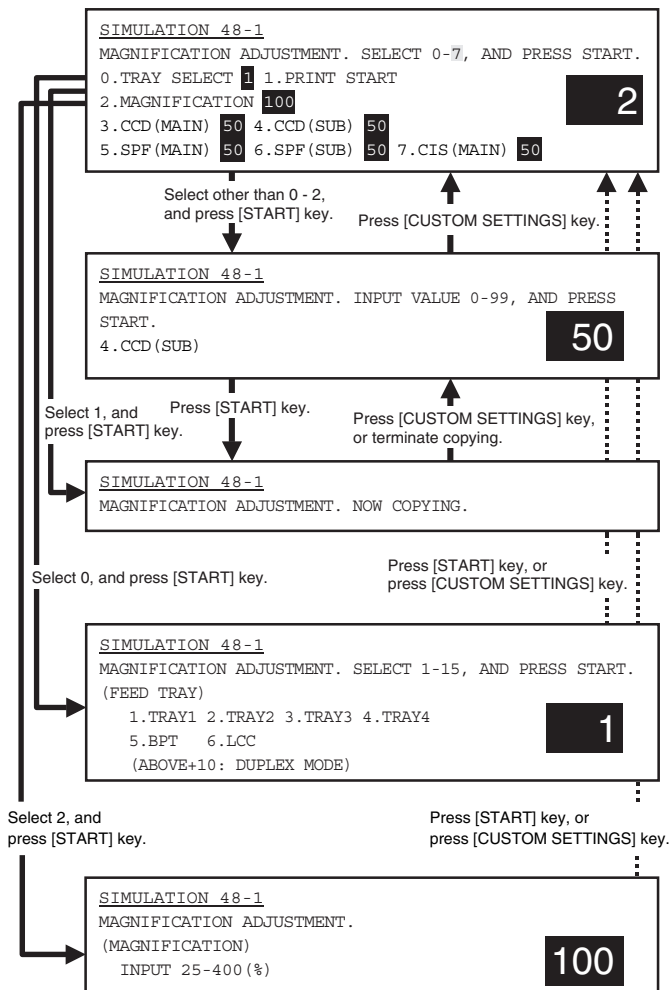 SIMULATION 48-1
MAGNIFICATION ADJUSTMENT. SELECT 0-7, AND PRESS START.
0.TRAY SELECT 1 1.PRINT START
2.MAGNIFICATION 100
2
3.CCD(MAIN) 50 4.CCD(SUB) 50
5.SPF(MAIN) 50 6.SPF(SUB) 50 7.CIS(MAIN) 50
Select other than 0 - 2,
and press [START] key.
Press [CUSTOM SETTINGS] key.
SIMULATION 48-1
MAGNIFICATION ADJUSTMENT. INPUT VALUE 0-99, AND PRESS
START.
4.CCD(SUB)
50
Select 1, and
press [START] key.
Press [START] key.
Press [CUSTOM SETTINGS] key,
or terminate copying.
SIMULATION 48-1
MAGNIFICATION ADJUSTMENT. NOW COPYING.
Select 0, and press [START] key.
Press [START] key, or
press [CUSTOM SETTINGS] key.
SIMULATION 48-1
MAGNIFICATION ADJUSTMENT. SELECT 1-15, AND PRESS START.
(FEED TRAY)
1.TRAY1 2.TRAY2 3.TRAY3 4.TRAY4
5.BPT 6.LCC
(ABOVE+10: DUPLEX MODE)
1
Select 2, and
press [START] key.
Press [START] key, or
press [CUSTOM SETTINGS] key.
SIMULATION 48-1
MAGNIFICATION ADJUSTMENT.
(MAGNIFICATION)
INPUT 25-400(%)
100